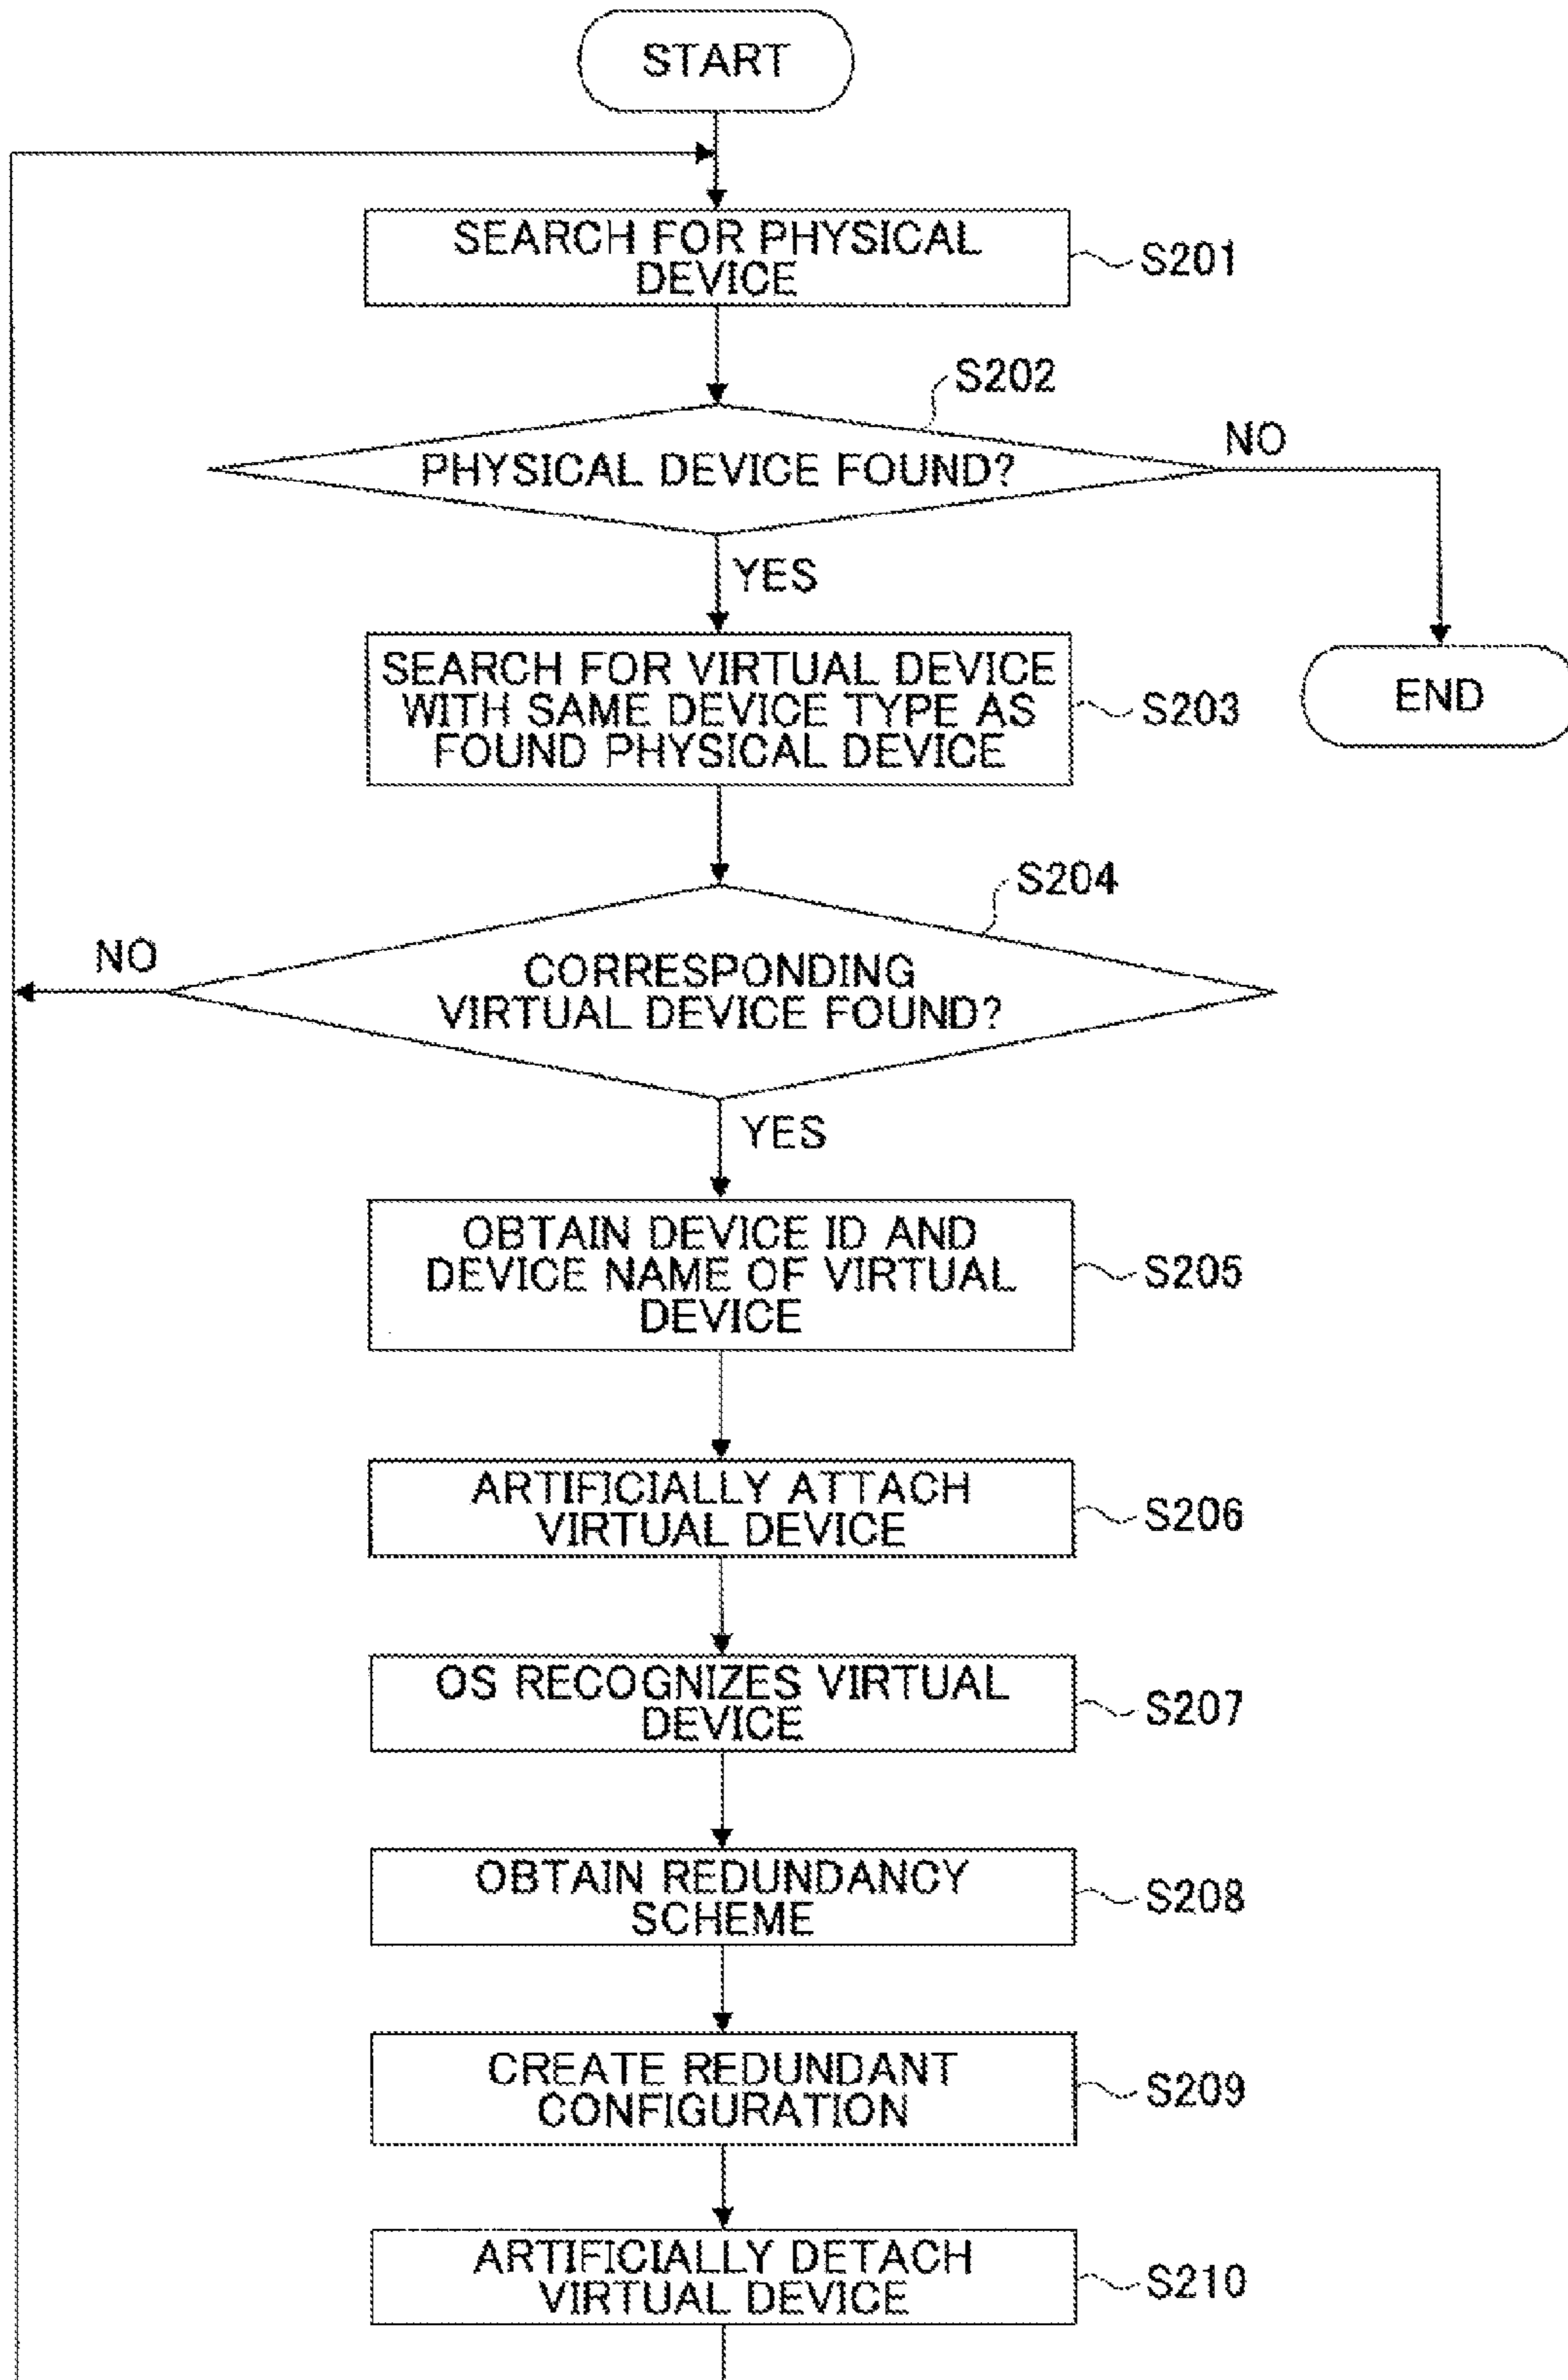 START
SEARCH FOR PHYSICAL
DEVICE
S201
S202
PHYSICAL DEVICE FOUND?
NO
YES
SEARCH FOR VIRTUAL DEVICE
WITH SAME DEVICE TYPE AS
FOUND PHYSICAL DEVICE
S203
END
S204
NO
CORRESPONDING
VIRTUAL DEVICE FOUND?
YES
OBTAIN DEVICE ID AND
DEVICE NAME OF VIRTUAL
DEVICE
S205
ARTIFICIALLY ATTACH
VIRTUAL DEVICE
S206
OS RECOGNIZES VIRTUAL
DEVICE
S207
OBTAIN REDUNDANCY
SCHEME
S208
CREATE REDUNDANT
CONFIGURATION
S209
ARTIFICIALLY DETACH
VIRTUAL DEVICE
S210